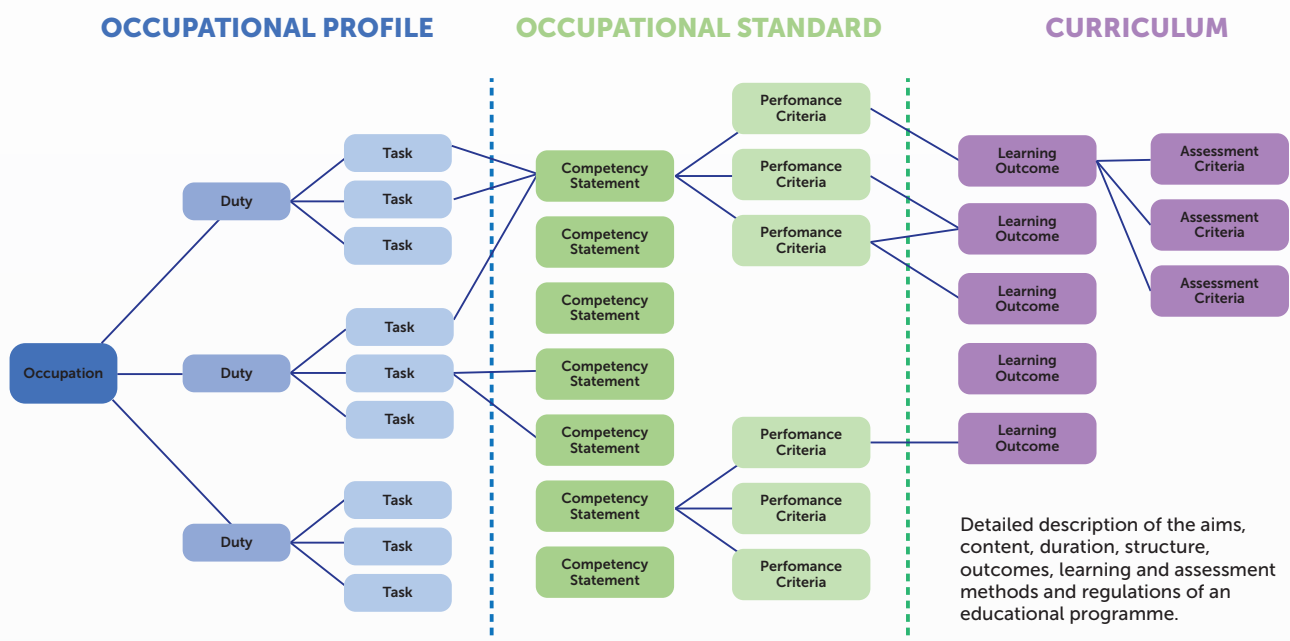 OCCUPATIONAL PROFILE
OCCUPATIONAL STANDARD
CURRICULUM
Occupation
Duty
Duty
Duty
Task
Task
Task
Task
Task
Task
Task
Task
Task
Competency
Statement
Competency
Statement
Competency
Statement
Competency
Statement
Competency
Statement
Competency
Statement
Competency
Statement
Perfomance
Criteria
Perfomance
Criteria
Perfomance
Criteria
Perfomance
Criteria
Perfomance
Criteria
Perfomance
Criteria
Learning
Outcome
Learning
Outcome
Learning
Outcome
Learning
Outcome
Learning
Outcome
Assessment
Criteria
Assessment
Criteria
Assessment
Criteria
Detailed description of the aims,
content, duration, structure,
outcomes, learning and assessment
methods and regulations of an
educational programme.